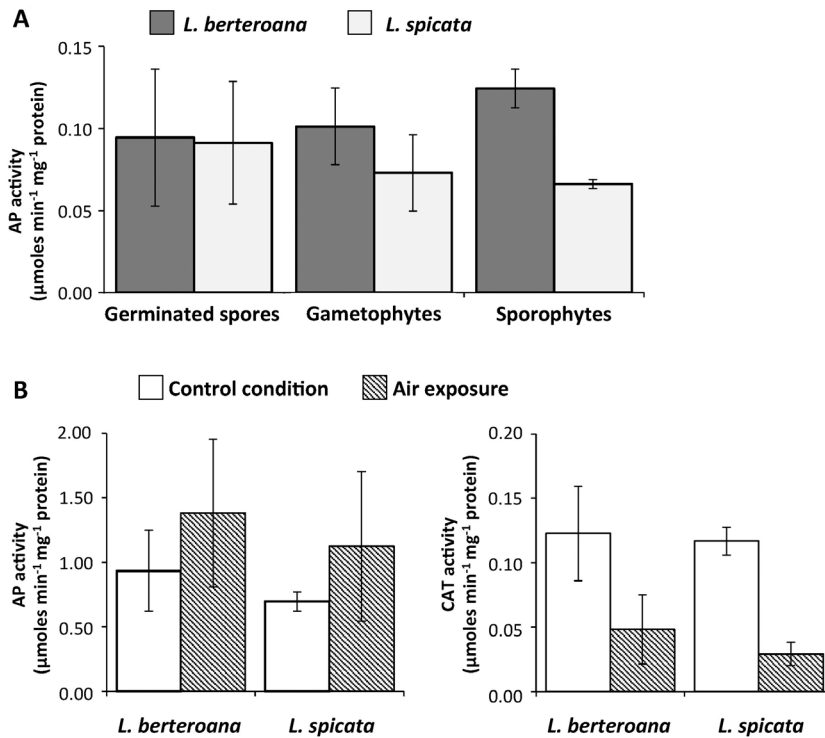 A
L. berteroana L. spicata
AP activity
(µmoles min-1 mg-1 protein)
0.15
0.10
0.05
0.00
Germinated spores Gametophytes Sporophytes
B
Control condition Air exposure
AP activity
(µmoles min-1 mg-1 protein)
2.00
1.50
1.00
0.50
0.00
L. berteroana L. spicata
CAT activity
(µmoles min-1 mg-1 protein)
0.20
0.15
0.10
0.05
0.00
L. berteroana L. spicata